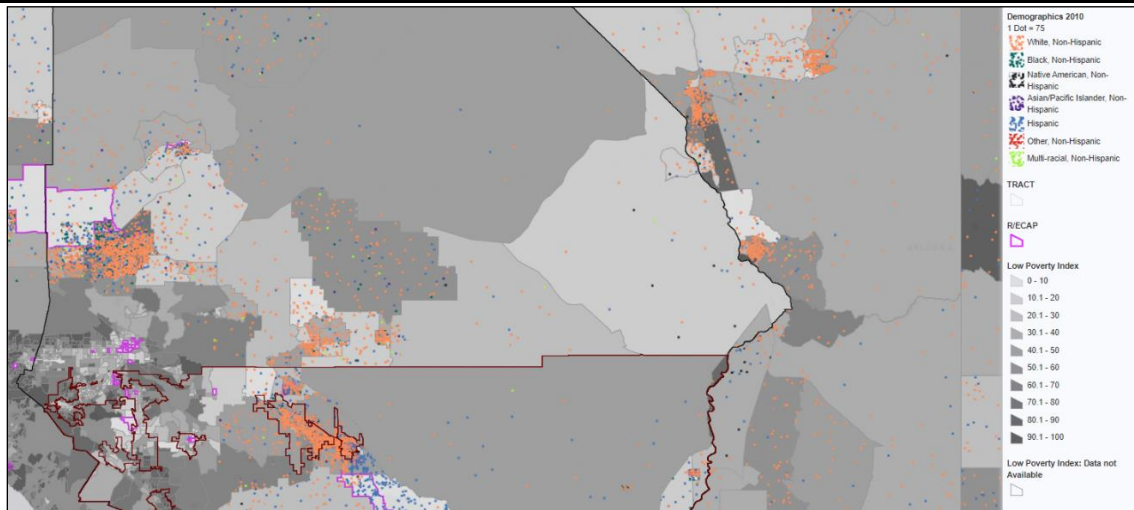 Demographics 2010
1 Dot = 75
White, Non-Hispanic
Black, Non-Hispanic
Native American, Non-
Hispanic
Asian/Pacific Islander, Non-
Hispanic
Hispanic
Other, Non-Hispanic
Multi-racial, Non-Hispanic
TRACT
R/ECAP
Low Poverty Index
0 - 10
10.1 - 20
20.1 - 30
30.1 - 40
40.1 - 50
50.1 - 60
60.1 - 70
70.1 - 80
80.1 - 90
90.1 - 100
Low Poverty Index: Data not
Available